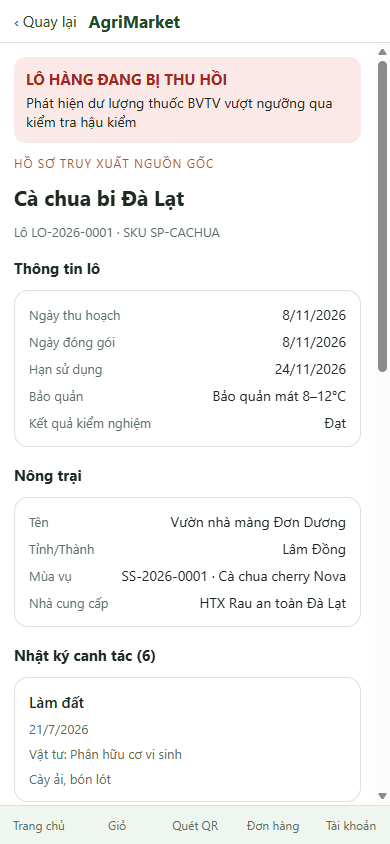 ‹ Quay lại AgriMarket
LÔ HÀNG ĐANG BỊ THU HỒI
Phát hiện dư lượng thuốc BVTV vượt ngưỡng qua
kiểm tra hậu kiểm
HỒ SƠ TRUY XUẤT NGUỒN GỐC
Cà chua bi Đà Lạt
Lô LO-2026-0001 · SKU SP-CACHUA
Thông tin lô
Ngày thu hoạch 8/11/2026
Ngày đóng gói 8/11/2026
Hạn sử dụng 24/11/2026
Bảo quản Bảo quản mát 8–12°C
Kết quả kiểm nghiệm Đạt
Nông trại
Tên Vườn nhà màng Đơn Dương
Tỉnh/Thành Lâm Đồng
Mùa vụ SS-2026-0001 · Cà chua cherry Nova
Nhà cung cấp HTX Rau an toàn Đà Lạt
Nhật ký canh tác (6)
Làm đất
21/7/2026
Vật tư: Phân hữu cơ vi sinh
Cày ải, bón lót
Trang chủ Giỏ Quét QR Đơn hàng Tài khoản